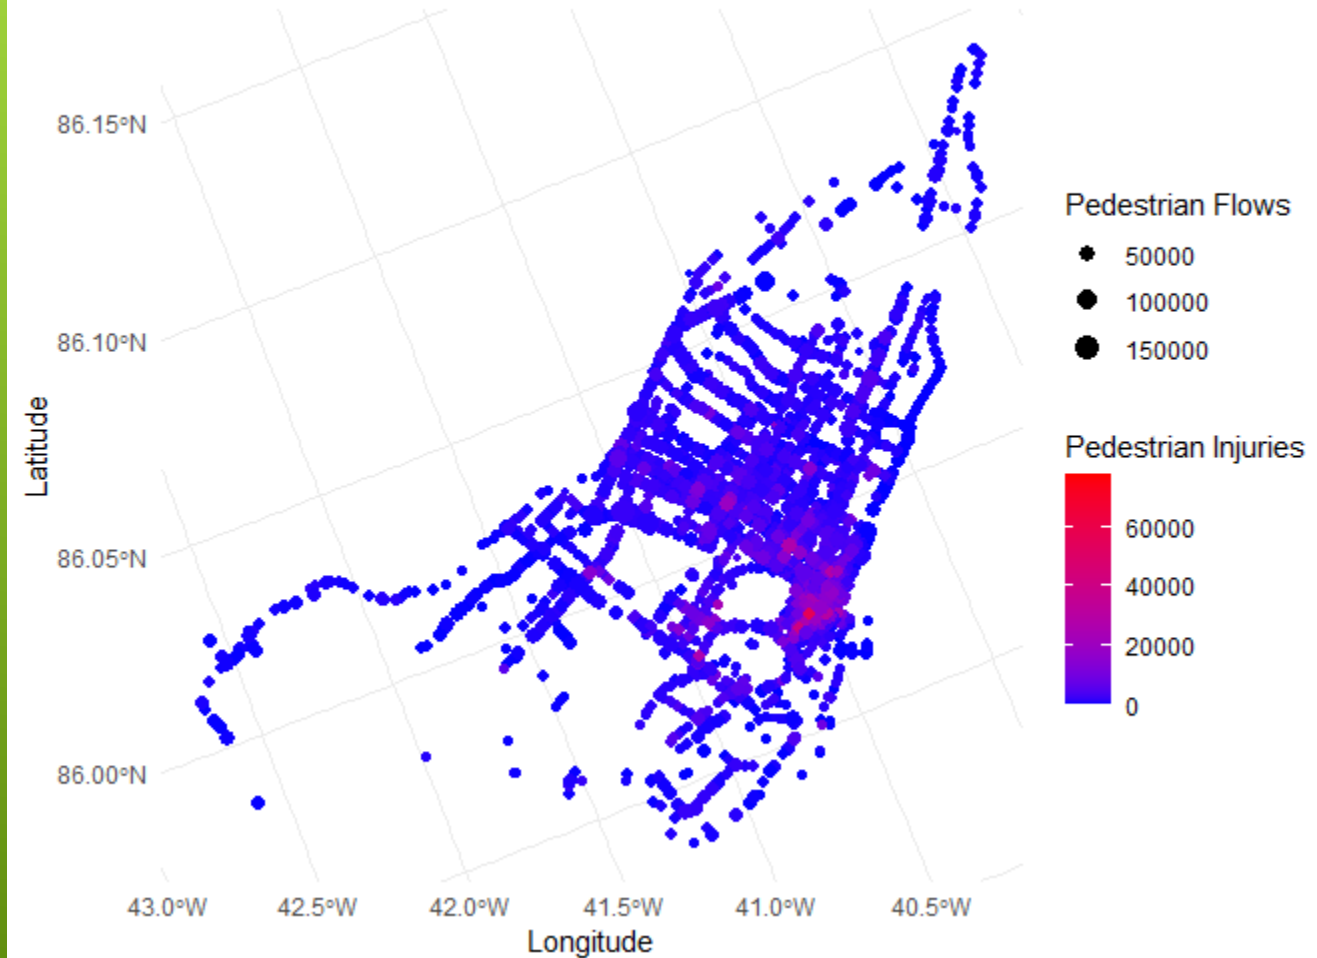 86.15°N
86.10°N
86.05°N
86.00°N
Latitude
43.0°W
42.5°W
42.0°W
41.5°W
41.0°W
40.5°W
Longitude
Pedestrian Flows
50000
100000
150000
Pedestrian Injuries
60000
40000
20000
0